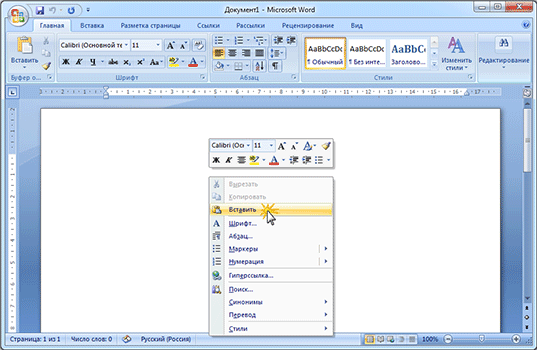 Документ1 - Microsoft Word
Главная Вставка Разметка страницы Ссылки Рассылки Рецензирование Вид
Вставить
Calibri (Основной те 11
AaBbCcDc AaBbCcDc AaBbCc
¶ Обычный ¶ Без инте... Заголово...
Изменить стили
Редактирование
Буфер о... Шрифт Абзац Стили
Calibri (Осн 11
Вырезать
Копировать
Вставить
Шрифт...
Абзац...
Маркеры
Нумерация
Гиперссылка...
Поиск...
Синонимы
Перевод
Стили
Страница: 1 из 1 Число слов: 0 Русский (Россия) 100%